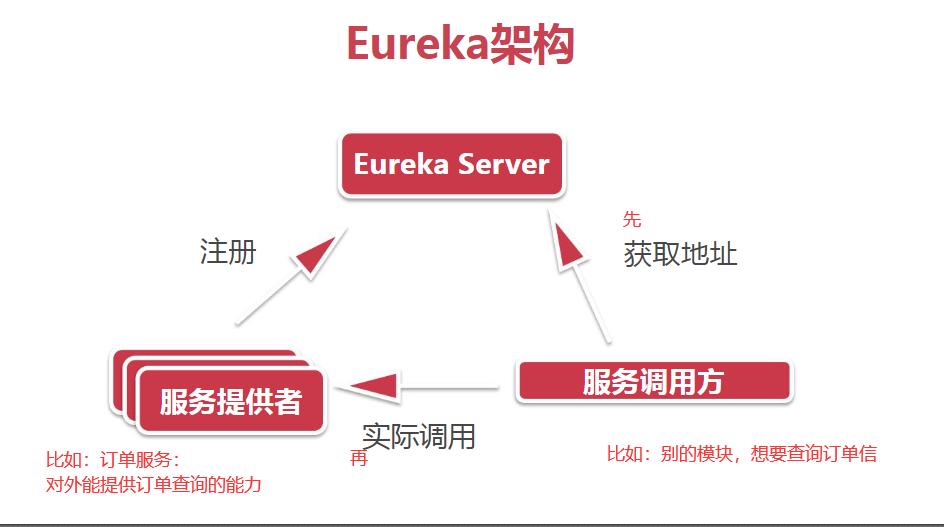 Eureka架构
Eureka Server
注册
先
获取地址
服务提供者
服务调用方
实际调用
再
比如：订单服务：
对外能提供订单查询的能力
比如：别的模块，想要查询订单信